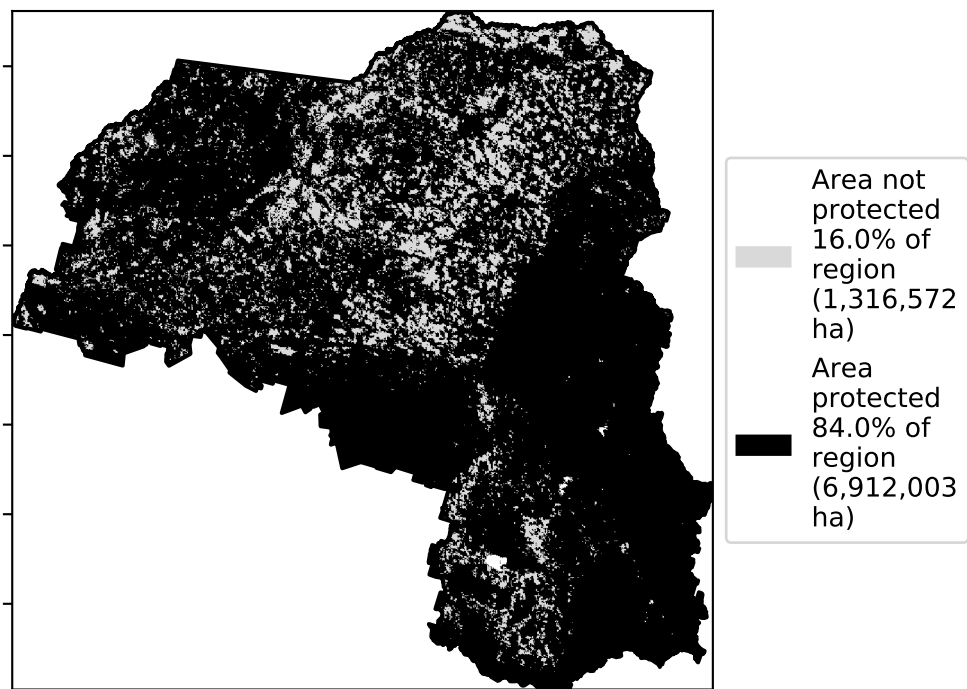 Area not
protected
16.0% of
region
(1,316,572
ha)
Area
protected
84.0% of
region
(6,912,003
ha)